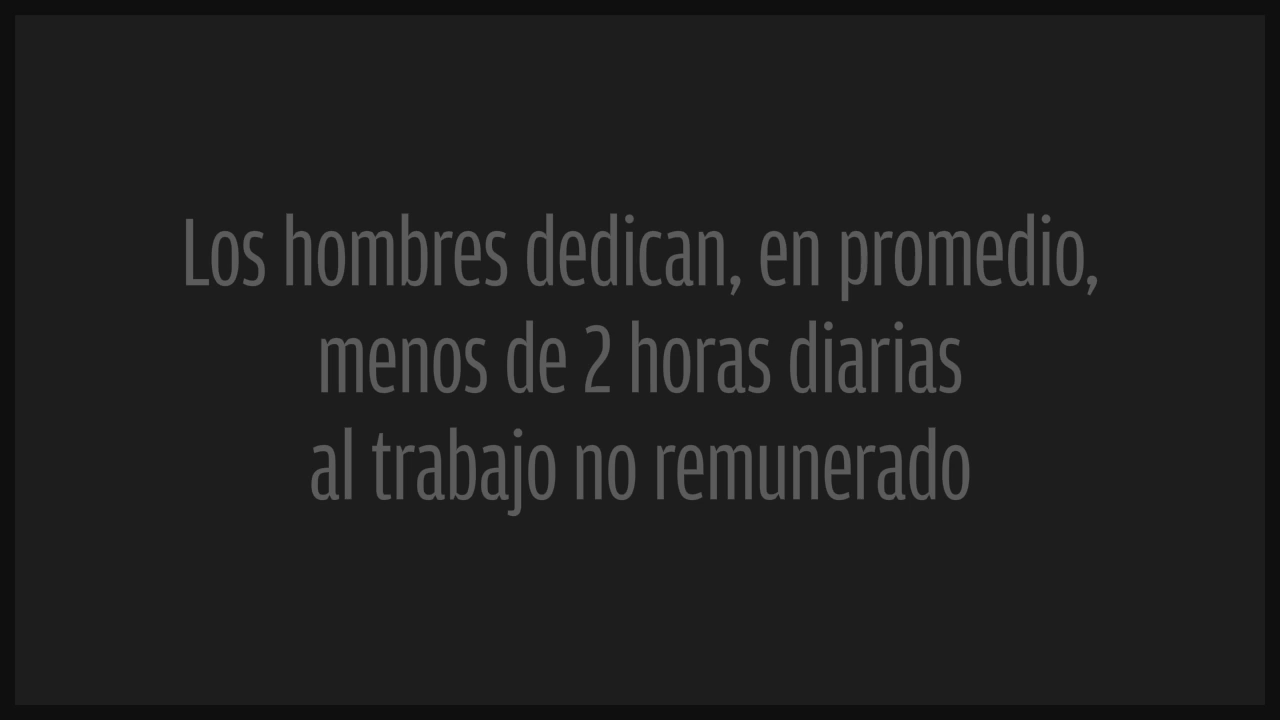 Los hombres dedican, en promedio,
menos de 2 horas diarias
al trabajo no remunerado